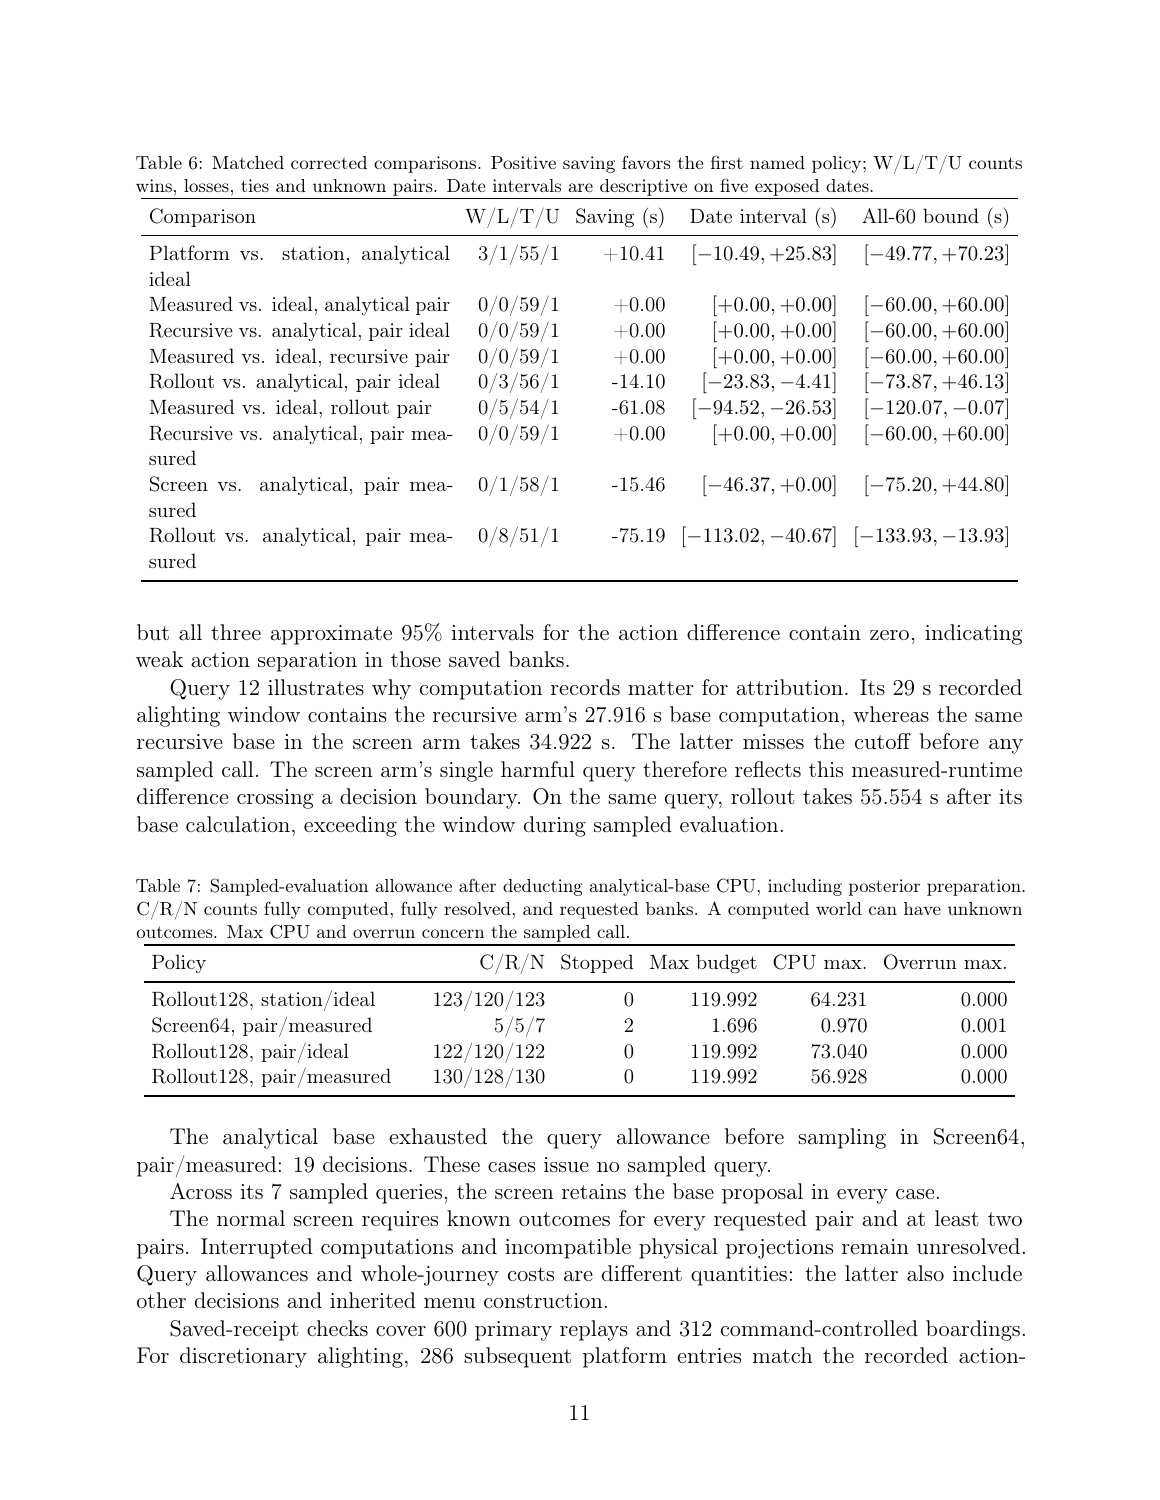 Table 6: Matched corrected comparisons. Positive saving favors the first named policy; W/L/T/U counts
wins, losses, ties and unknown pairs. Date intervals are descriptive on five exposed dates.
Comparison W/L/T/U Saving (s) Date interval (s) All-60 bound (s)
Platform vs. station, analytical 3/1/55/1 +10.41 [−10.49, +25.83] [−49.77, +70.23]
ideal
Measured vs. ideal, analytical pair 0/0/59/1 +0.00 [+0.00, +0.00] [−60.00, +60.00]
Recursive vs. analytical, pair ideal 0/0/59/1 +0.00 [+0.00, +0.00] [−60.00, +60.00]
Measured vs. ideal, recursive pair 0/0/59/1 +0.00 [+0.00, +0.00] [−60.00, +60.00]
Rollout vs. analytical, pair ideal 0/3/56/1 -14.10 [−23.83, −4.41] [−73.87, +46.13]
Measured vs. ideal, rollout pair 0/5/54/1 -61.08 [−94.52, −26.53] [−120.07, −0.07]
Recursive vs. analytical, pair mea- 0/0/59/1 +0.00 [+0.00, +0.00] [−60.00, +60.00]
sured
Screen vs. analytical, pair mea- 0/1/58/1 -15.46 [−46.37, +0.00] [−75.20, +44.80]
sured
Rollout vs. analytical, pair mea- 0/8/51/1 -75.19 [−113.02, −40.67] [−133.93, −13.93]
sured
but all three approximate 95% intervals for the action difference contain zero, indicating
weak action separation in those saved banks.
Query 12 illustrates why computation records matter for attribution. Its 29 s recorded
alighting window contains the recursive arm's 27.916 s base computation, whereas the same
recursive base in the screen arm takes 34.922 s. The latter misses the cutoff before any
sampled call. The screen arm's single harmful query therefore reflects this measured-runtime
difference crossing a decision boundary. On the same query, rollout takes 55.554 s after its
base calculation, exceeding the window during sampled evaluation.
Table 7: Sampled-evaluation allowance after deducting analytical-base CPU, including posterior preparation.
C/R/N counts fully computed, fully resolved, and requested banks. A computed world can have unknown
outcomes. Max CPU and overrun concern the sampled call.
Policy C/R/N Stopped Max budget CPU max. Overrun max.
Rollout128, station/ideal 123/120/123 0 119.992 64.231 0.000
Screen64, pair/measured 5/5/7 2 1.696 0.970 0.001
Rollout128, pair/ideal 122/120/122 0 119.992 73.040 0.000
Rollout128, pair/measured 130/128/130 0 119.992 56.928 0.000
The analytical base exhausted the query allowance before sampling in Screen64,
pair/measured: 19 decisions. These cases issue no sampled query.
Across its 7 sampled queries, the screen retains the base proposal in every case.
The normal screen requires known outcomes for every requested pair and at least two
pairs. Interrupted computations and incompatible physical projections remain unresolved.
Query allowances and whole-journey costs are different quantities: the latter also include
other decisions and inherited menu construction.
Saved-receipt checks cover 600 primary replays and 312 command-controlled boardings.
For discretionary alighting, 286 subsequent platform entries match the recorded action-
11